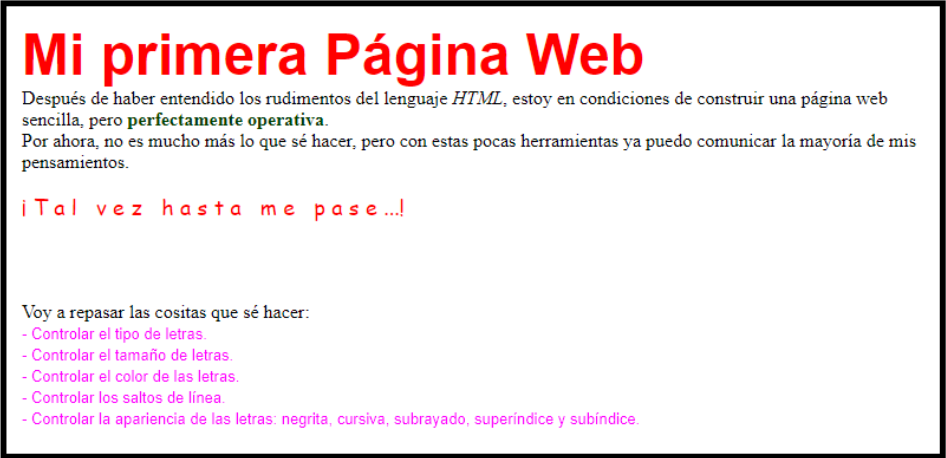 Mi primera Página Web
Después de haber entendido los rudimentos del lenguaje HTML, estoy en condiciones de construir una página web
sencilla, pero perfectamente operativa.
Por ahora, no es mucho más lo que sé hacer, pero con estas pocas herramientas ya puedo comunicar la mayoría de mis
pensamientos.
¡Tal vez hasta me pase...!
Voy a repasar las cositas que sé hacer:
- Controlar el tipo de letras.
- Controlar el tamaño de letras.
- Controlar el color de las letras.
- Controlar los saltos de línea.
- Controlar la apariencia de las letras: negrita, cursiva, subrayado, superíndice y subíndice.